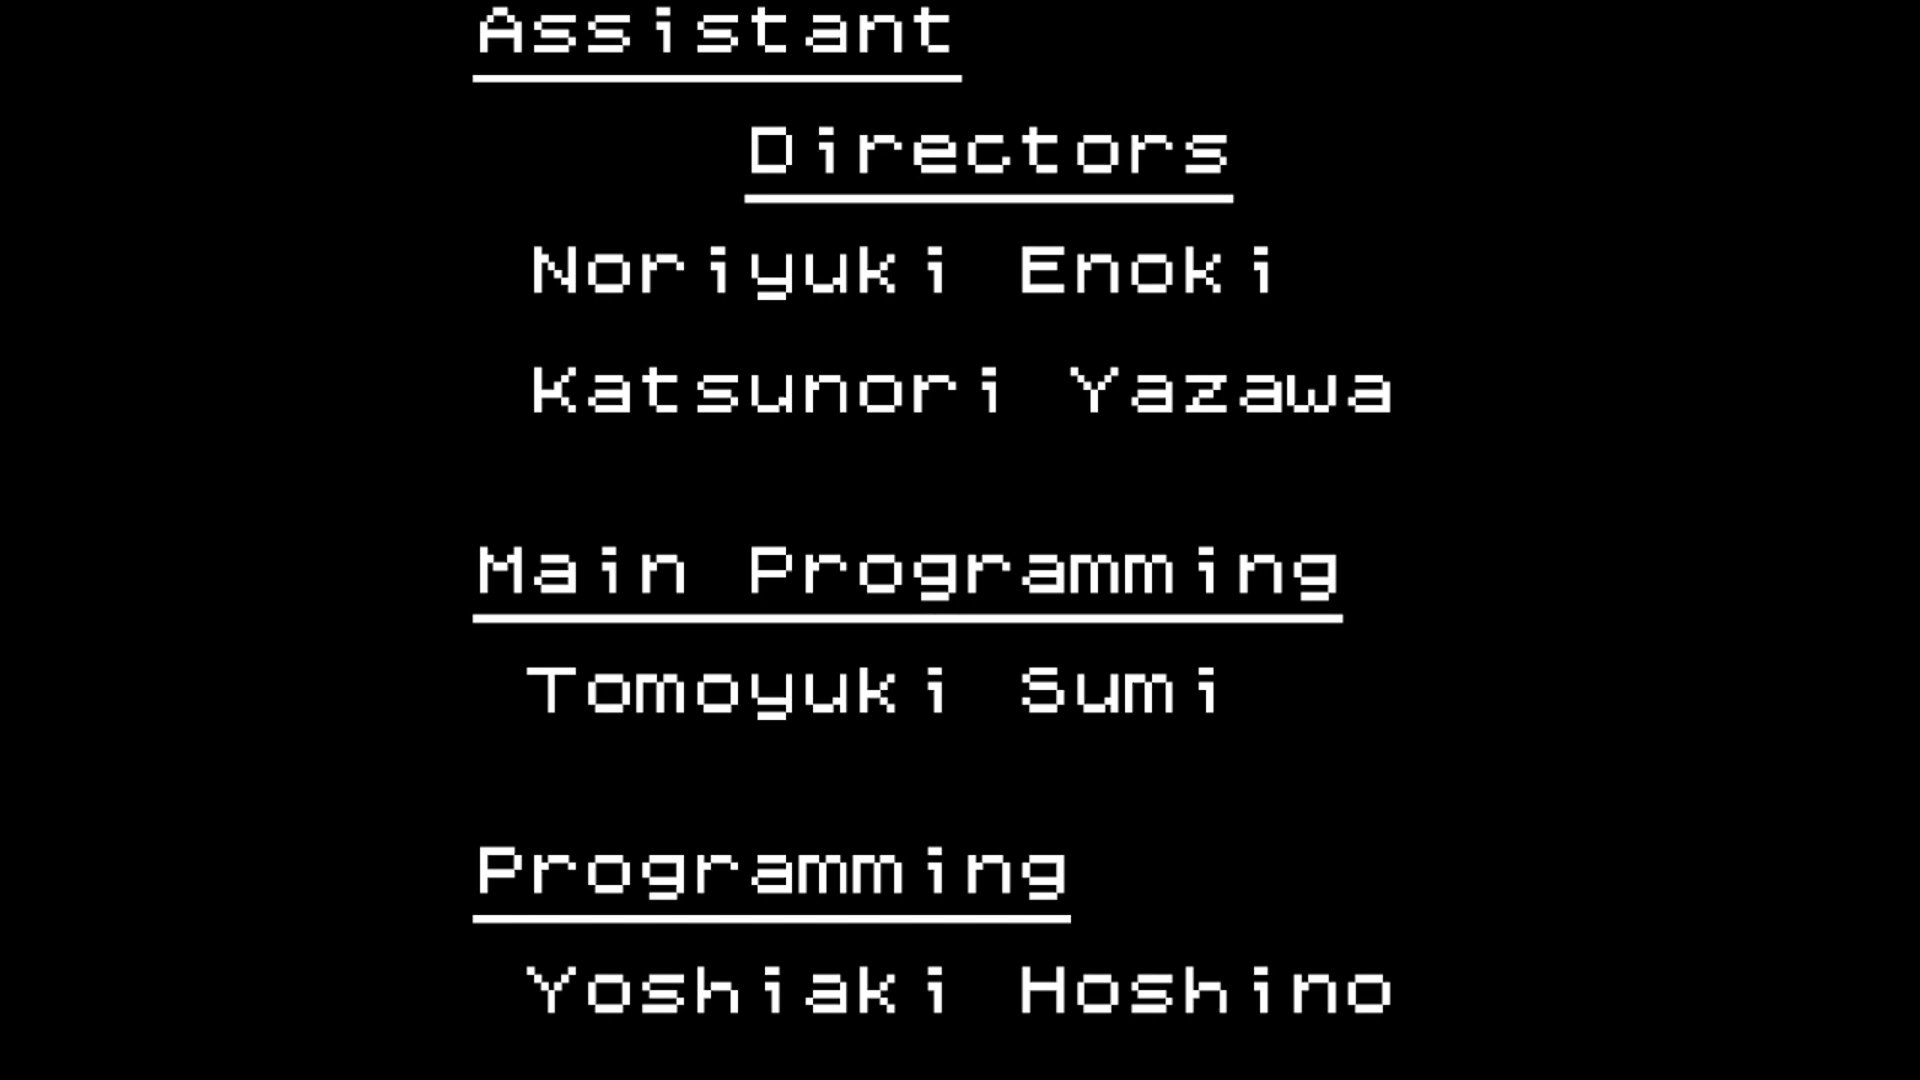 Assistant
Directors
Noriyuki Enoki
Katsunori Yazawa
Main Programming
Tomoyuki Sumi
Programming
Yoshiaki Hoshino